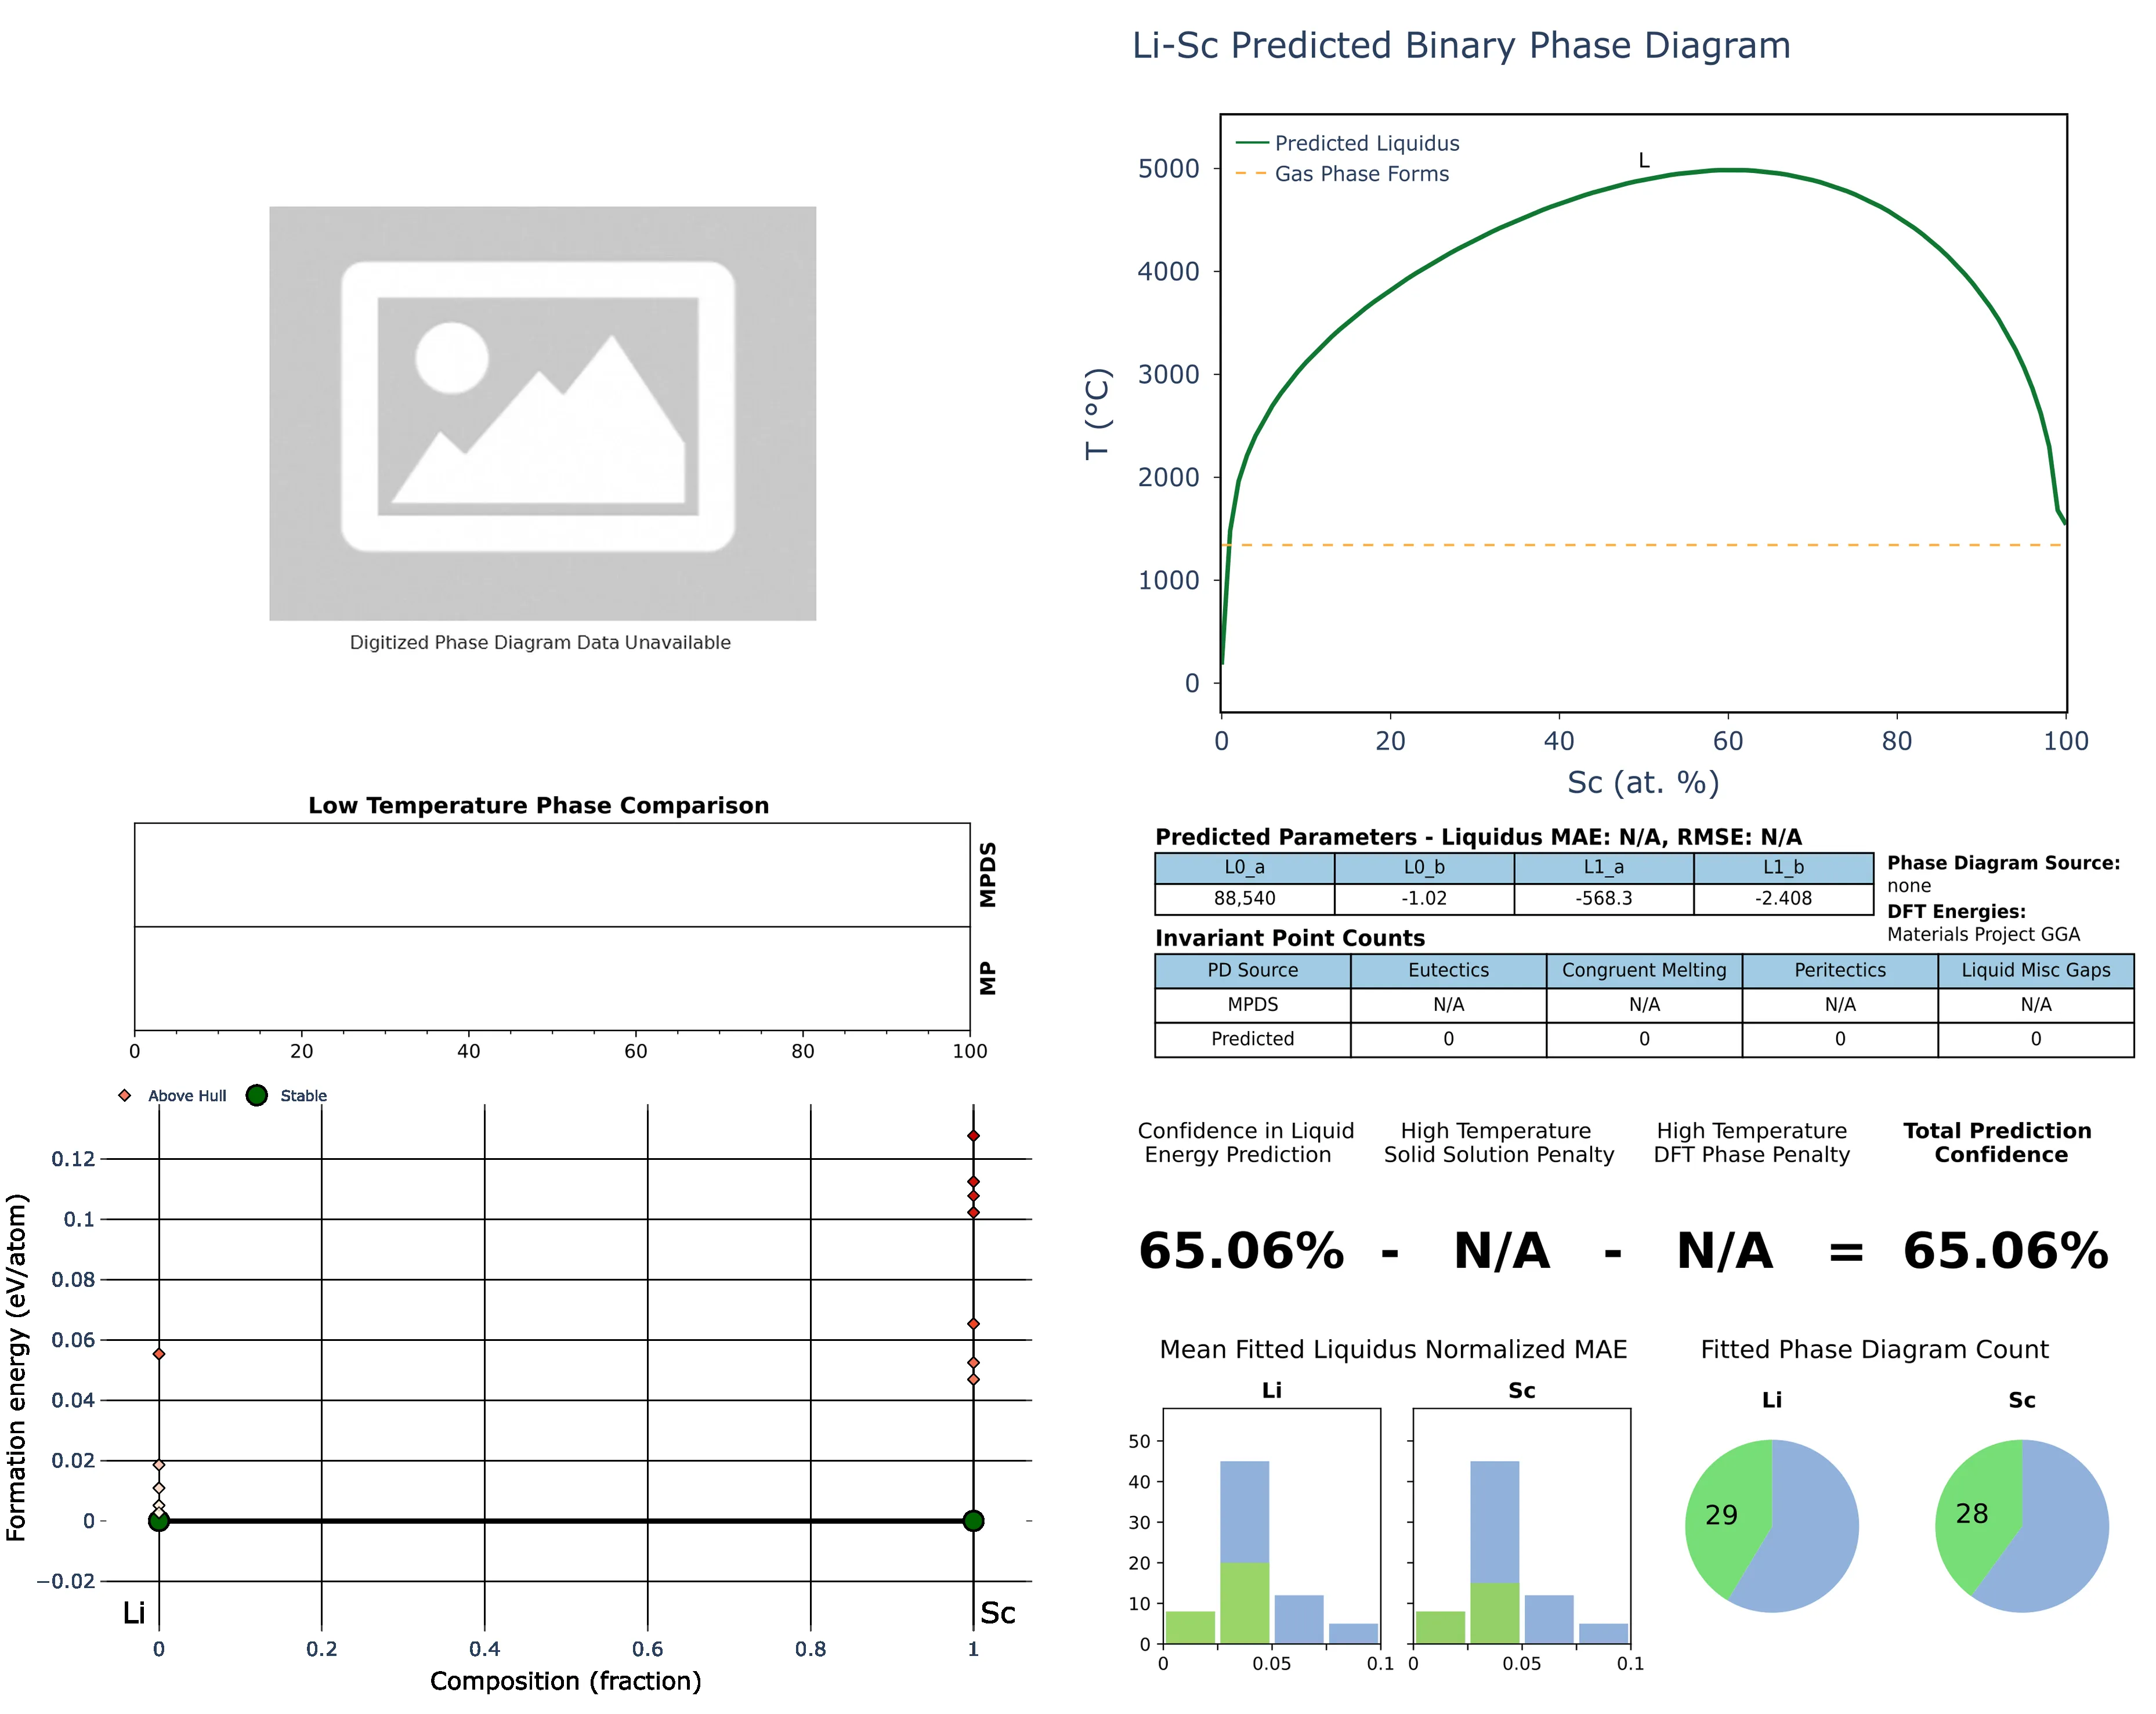 Li-Sc Predicted Binary Phase Diagram
Predicted Liquidus
Gas Phase Forms
L
T (°C)
5000
4000
3000
2000
1000
0
0 20 40 60 80 100
Sc (at. %)
Digitized Phase Diagram Data Unavailable
Low Temperature Phase Comparison
MPDS
MP
0 20 40 60 80 100
Predicted Parameters - Liquidus MAE: N/A, RMSE: N/A
L0_a L0_b L1_a L1_b
88,540 -1.02 -568.3 -2.408
Phase Diagram Source:
none
DFT Energies:
Materials Project GGA
Invariant Point Counts
PD Source Eutectics Congruent Melting Peritectics Liquid Misc Gaps
MPDS N/A N/A N/A N/A
Predicted 0 0 0 0
Above Hull Stable
Formation energy (eV/atom)
0.12
0.1
0.08
0.06
0.04
0.02
0
−0.02
Li Sc
0 0.2 0.4 0.6 0.8 1
Composition (fraction)
Confidence in Liquid
Energy Prediction
High Temperature
Solid Solution Penalty
High Temperature
DFT Phase Penalty
Total Prediction
Confidence
65.06% - N/A - N/A = 65.06%
Mean Fitted Liquidus Normalized MAE
Li Sc
50
40
30
20
10
0
0 0.05 0.1 0 0.05 0.1
Fitted Phase Diagram Count
Li Sc
29 28